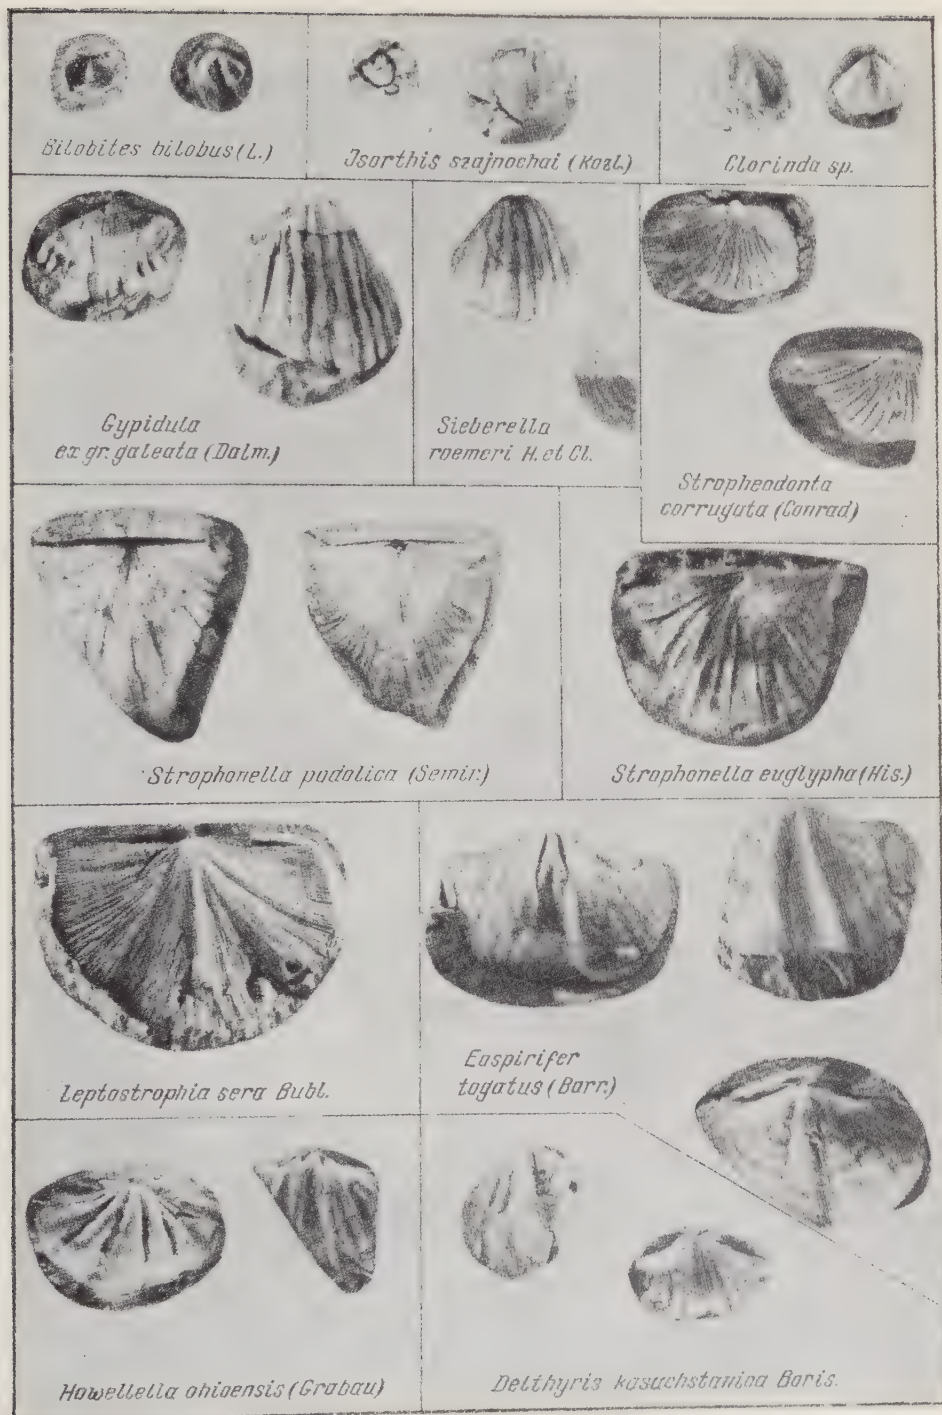 Bilobites bilobus (L.)
Isorthis szajnochai (Kozl.)
Clorinda sp.
Gypidula
ex gr. galeata (Dalm.)
Sieberella
roemeri H. et Cl.
Stropheodonta
corrugata (Conrad)
Strophonella podolica (Semir.)
Strophonella euglypha (His.)
Leptostrophia sera Bubl.
Eospirifer
togatus (Barr.)
Howellella ohioensis (Grabau)
Delthyris kasachstanica Boris.